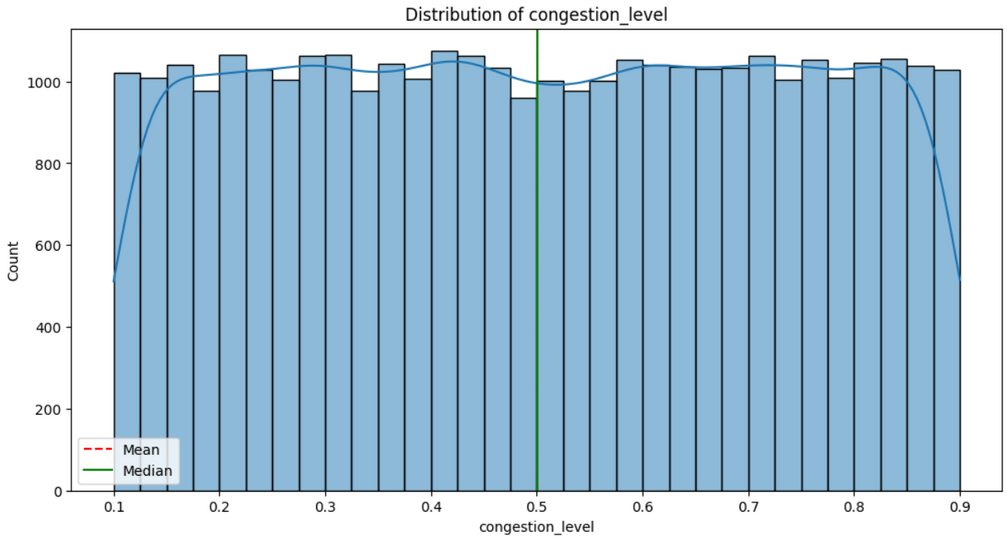 Distribution of congestion_level
Count
1000
800
600
400
200
0
Mean
Median
0.1 0.2 0.3 0.4 0.5 0.6 0.7 0.8 0.9
congestion_level